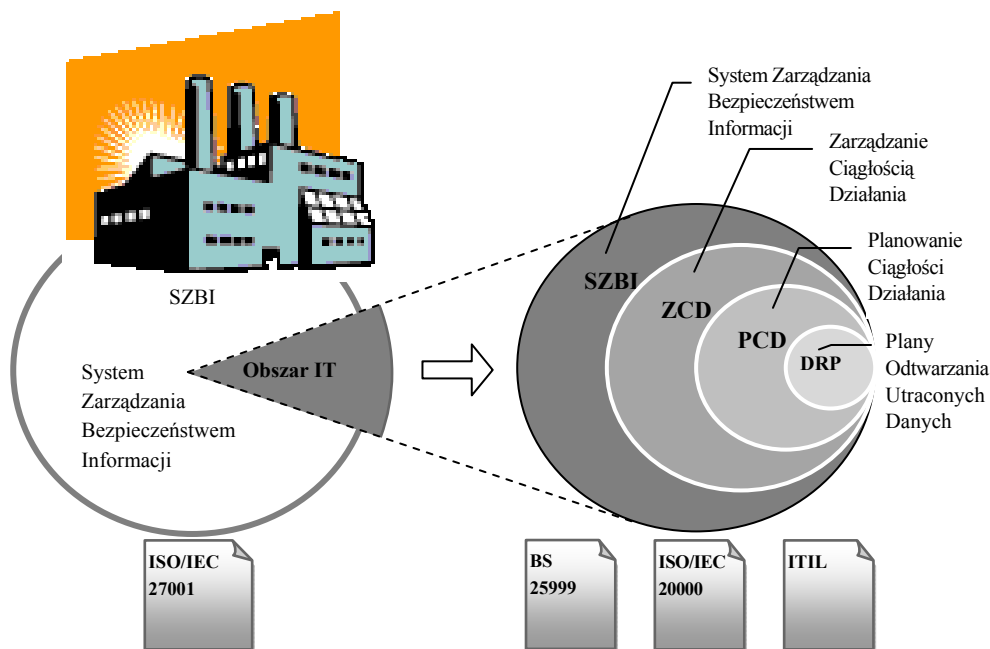 SZBI
System
Zarządzania
Bezpieczeństwem
Informacji
Obszar IT
ISO/IEC
27001
System Zarządzania
Bezpieczeństwem
Informacji
Zarządzanie
Ciągłością
Działania
Planowanie
Ciągłości
Działania
Plany
Odtwarzania
Utraconych
Danych
SZBI
ZCD
PCD
DRP
BS
25999
ISO/IEC
20000
ITIL